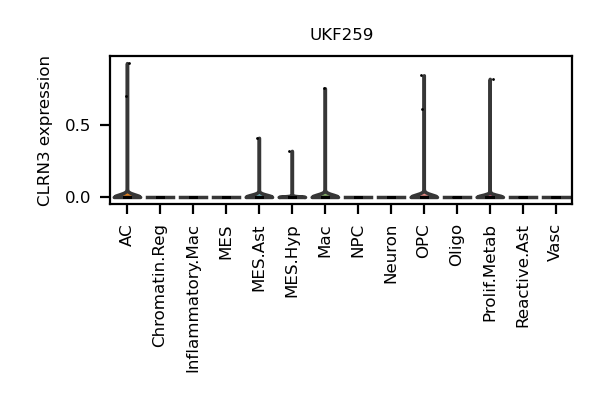 UKF259
CLRN3 expression
0.5
0.0
AC
Chromatin.Reg
Inflammatory.Mac
MES
MES.Ast
MES.Hyp
Mac
NPC
Neuron
OPC
Oligo
Prolif.Metab
Reactive.Ast
Vasc